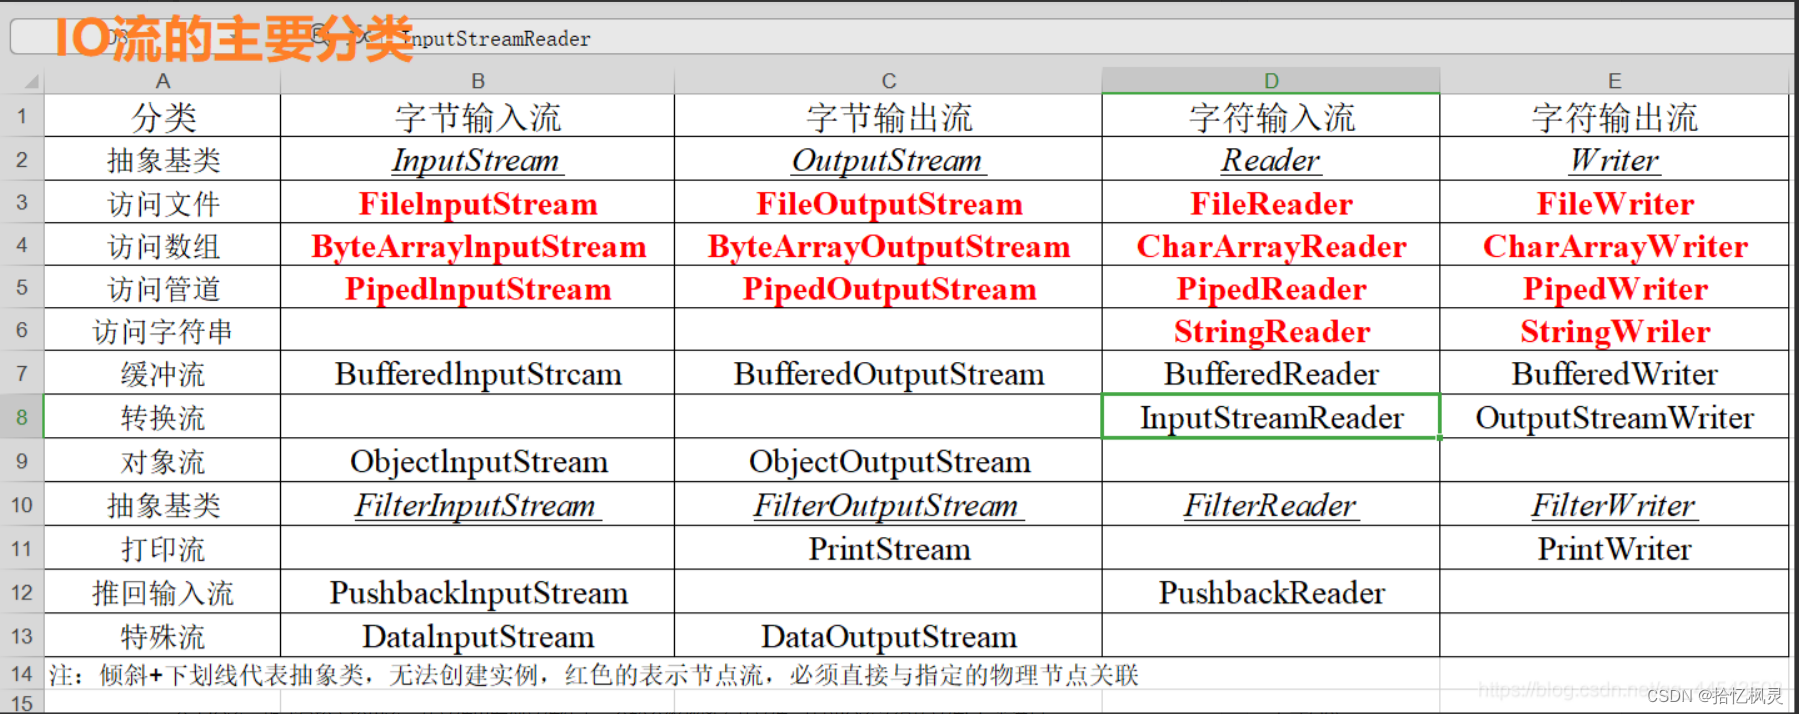 IO流的主要分类
InputStreamReader
A B C D E
1 分类 字节输入流 字节输出流 字符输入流 字符输出流
2 抽象基类 InputStream OutputStream Reader Writer
3 访问文件 FileInputStream FileOutputStream FileReader FileWriter
4 访问数组 ByteArrayInputStream ByteArrayOutputStream CharArrayReader CharArrayWriter
5 访问管道 PipedInputStream PipedOutputStream PipedReader PipedWriter
6 访问字符串 StringReader StringWriler
7 缓冲流 BufferedInputStrcam BufferedOutputStream BufferedReader BufferedWriter
8 转换流 InputStreamReader OutputStreamWriter
9 对象流 ObjectInputStream ObjectOutputStream
10 抽象基类 FilterInputStream FilterOutputStream FilterReader FilterWriter
11 打印流 PrintStream PrintWriter
12 推回输入流 PushbackInputStream PushbackReader
13 特殊流 DataInputStream DataOutputStream
14 注：倾斜+下划线代表抽象类，无法创建实例，红色的表示节点流，必须直接与指定的物理节点关联
15
CSDN @拾忆枫灵